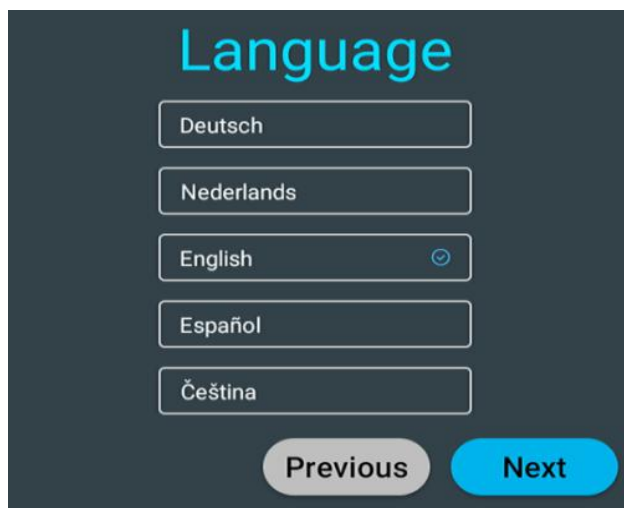 Language
Deutsch
Nederlands
English
Español
Čeština
Previous Next